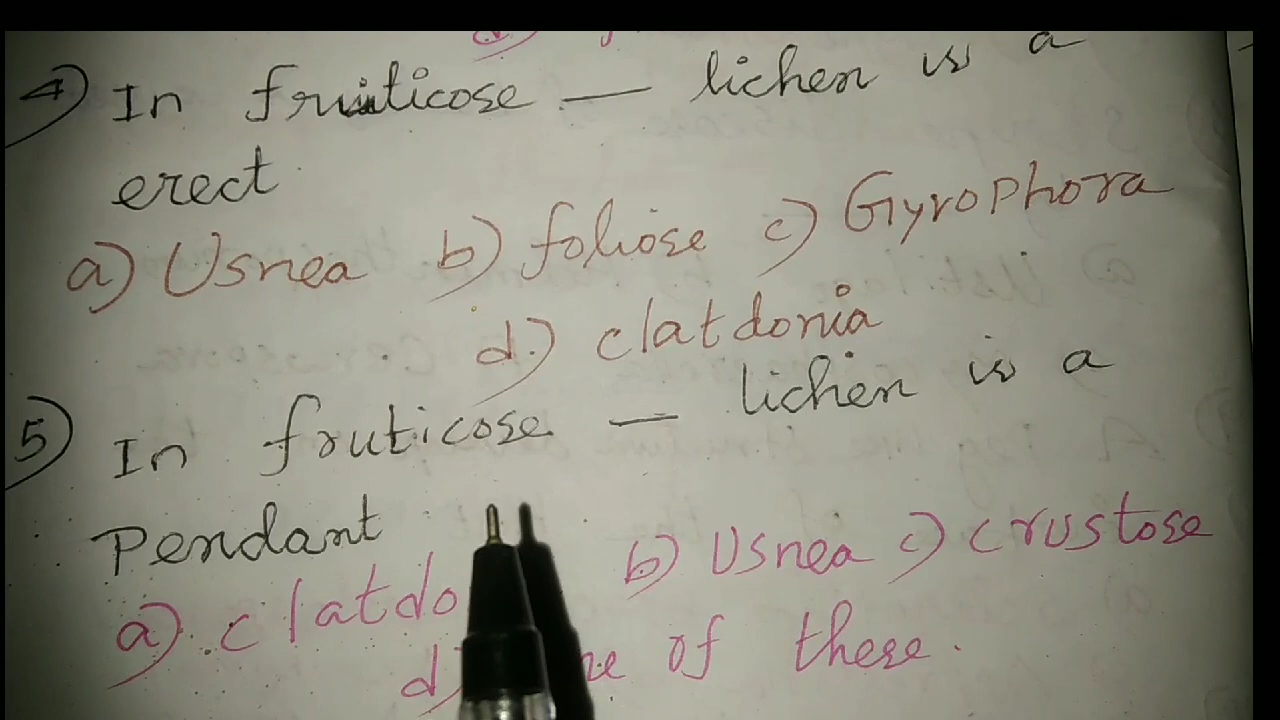 4) In fruiticose — lichen is a
erect
a) Usnea b) foliose c) Gyrophora
d.) clatdonia
5) In fruticose — lichen is a
Pendant
a) clatdo b) Usnea c) crustose
d) of these.